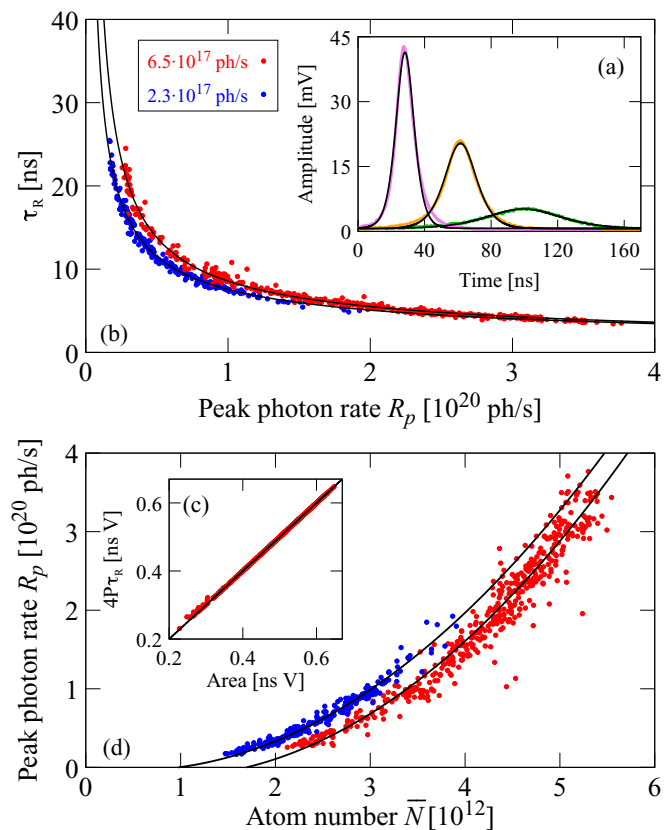 40
30
20
10
0
τR [ns]
6.5·10^17 ph/s
2.3·10^17 ph/s
(a)
45
30
15
0
Amplitude [mV]
0 40 80 120 160
Time [ns]
(b)
0 1 2 3 4
Peak photon rate Rp [10^20 ph/s]
4
3
2
1
0
Peak photon rate Rp [10^20 ph/s]
(c)
0.6
0.4
0.2
4PτR [ns V]
0.2 0.4 0.6
Area [ns V]
(d)
0 1 2 3 4 5 6
Atom number N̅ [10^12]